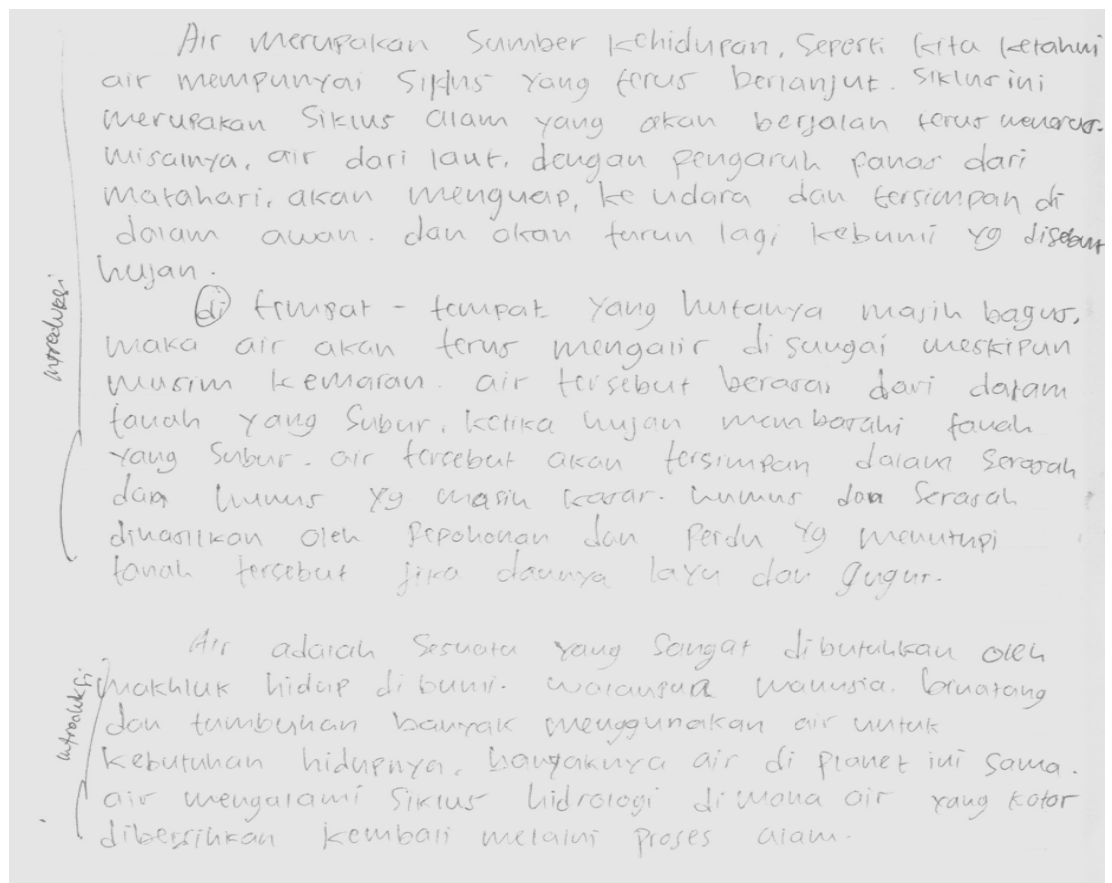 Air merupakan Sumber kehidupan, seperti kita ketahui
air mempunyai Siklus yang terus berlanjut. Siklus ini
merupakan Siklus alam yang akan berjalan terus menerus.
misalnya, air dari laut, dengan pengaruh panas dari
matahari, akan menguap, ke udara dan tersimpan di
dalam awan. dan akan turun lagi kebumi yg disebut
hujan.
introduksi
di tempat - tempat yang hutanya masih bagus,
maka air akan terus mengalir di sungai meskipun
musim kemaran. air tersebut berasal dari dalam
tanah yang Subur. ketika hujan membasahi tanah
yang Subur. air tersebut akan tersimpan dalam Serasah
dan humus yg masih kasar. humus dan Serasah
dihasilkan oleh Pepohonan dan Perdu yg menutupi
tanah tersebut jika daunya layu dan gugur.
Air adalah Sesuatu yang Sangat dibutuhkan oleh
introduksi
makhluk hidup di bumi. walaupun manusia. binatang
dan tumbuhan banyak menggunakan air untuk
kebutuhan hidupnya, banyaknya air di planet ini sama.
air mengalami Siklus hidrologi dimana air yang kotor
dibersihkan kembali melalui proses alam.